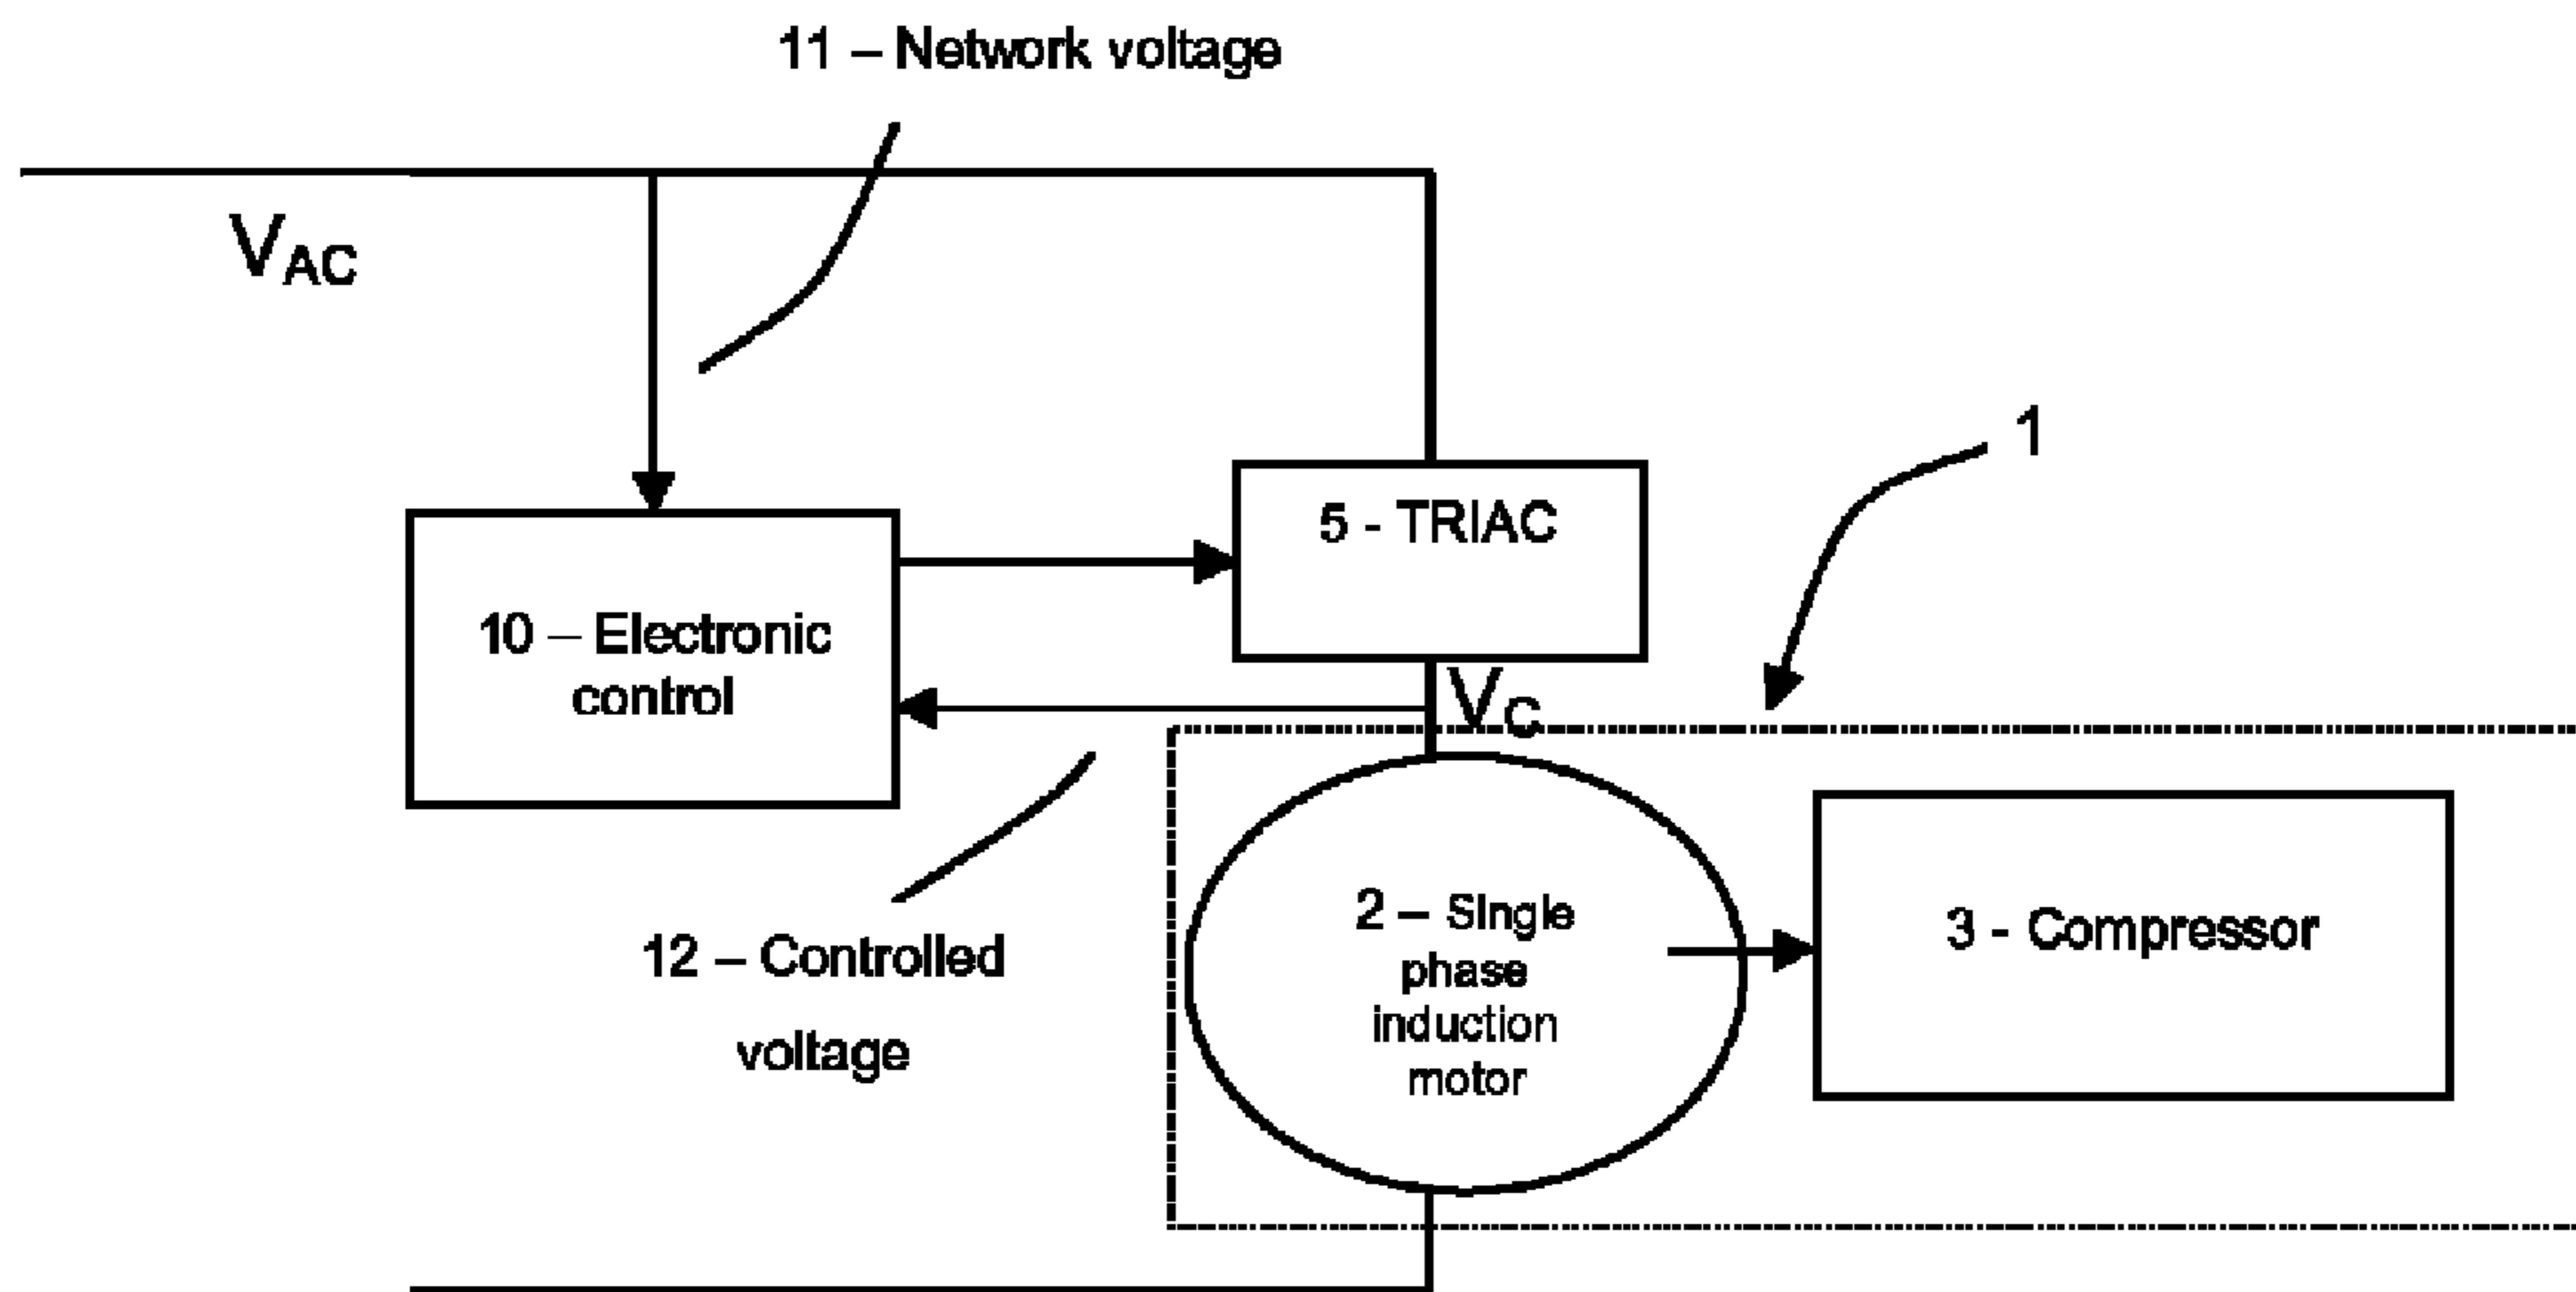 11 – Network voltage
VAC
1
5 - TRIAC
10 – Electronic
control
VC
2 – Single
phase
induction
motor
3 - Compressor
12 – Controlled
voltage